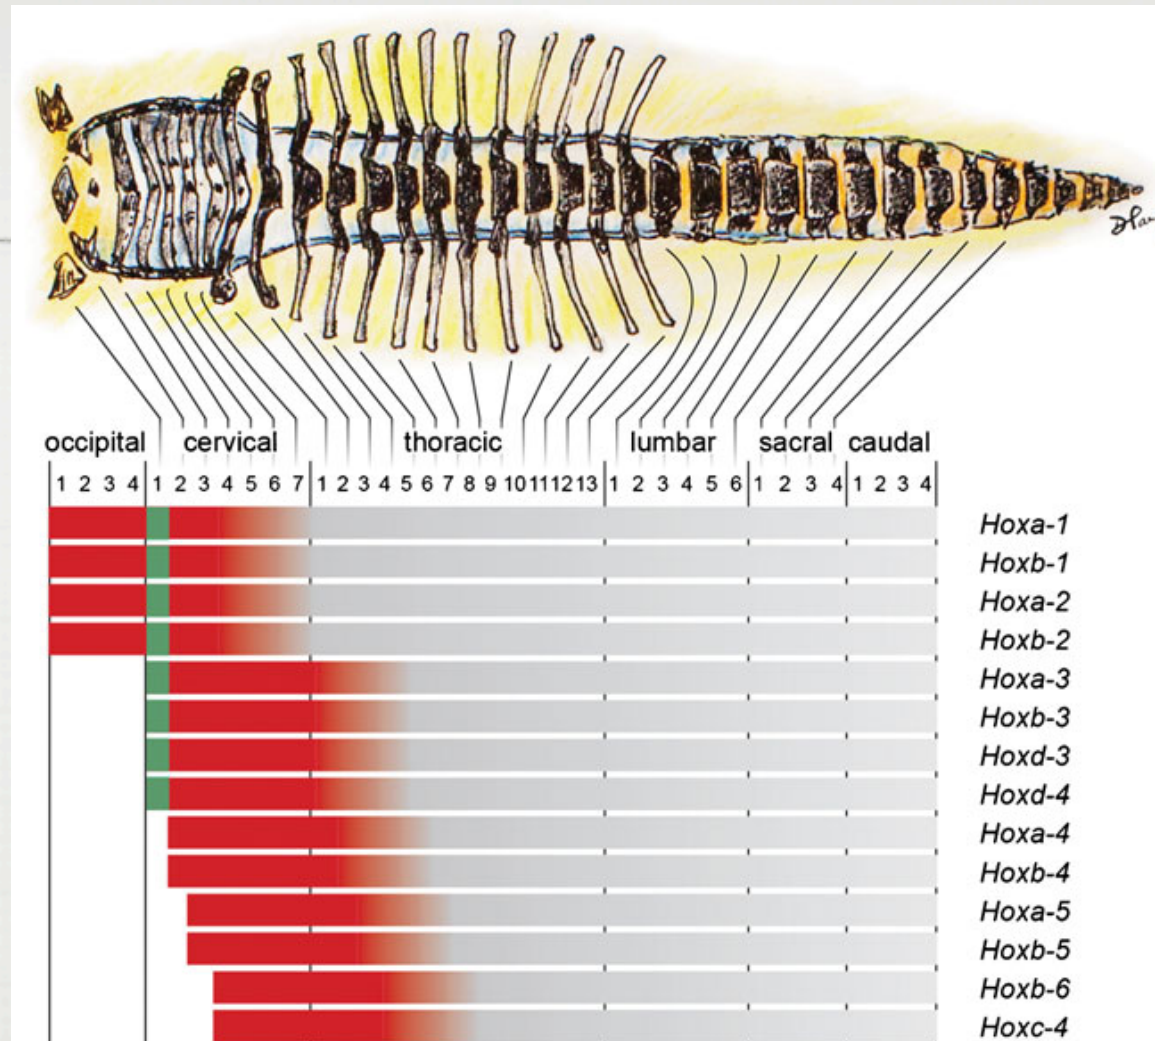 occipital cervical thoracic lumbar sacral caudal
1 2 3 4 1 2 3 4 5 6 7 1 2 3 4 5 6 7 8 9 10 11 12 13 1 2 3 4 5 6 1 2 3 4 1 2 3 4
Hoxa-1
Hoxb-1
Hoxa-2
Hoxb-2
Hoxa-3
Hoxb-3
Hoxd-3
Hoxd-4
Hoxa-4
Hoxb-4
Hoxa-5
Hoxb-5
Hoxb-6
Hoxc-4